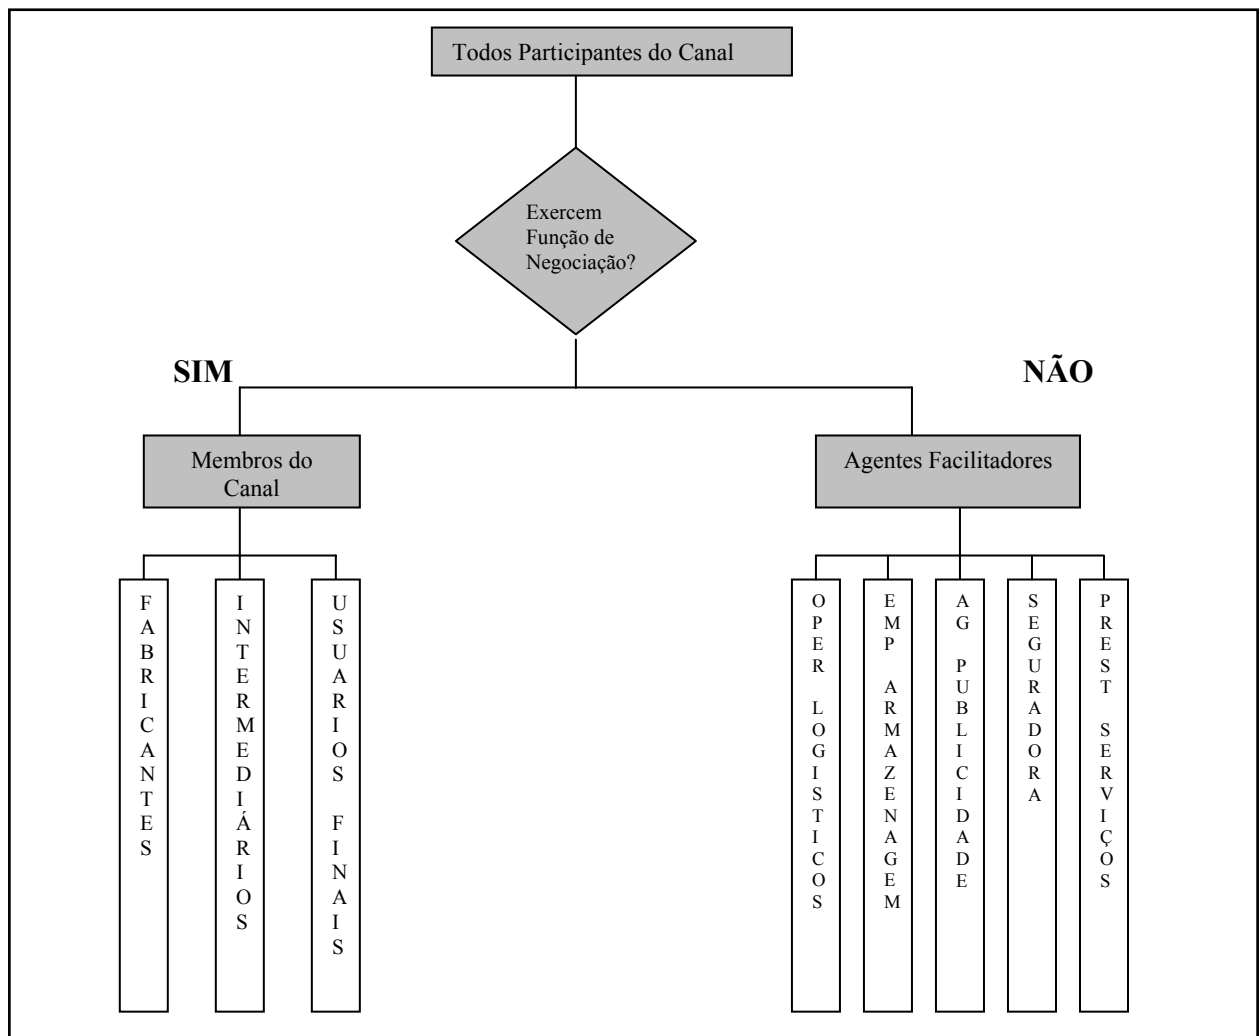 Todos Participantes do Canal
Exercem
Função de
Negociação?
SIM
NÃO
Membros do
Canal
Agentes Facilitadores
FABRICANTES
INTERMEDIÁRIOS
USUARIOS FINAIS
OPER LOGISTICOS
EMP ARMAZENAGEM
AG PUBLICIDADE
SEGURADORA
PREST SERVIÇOS